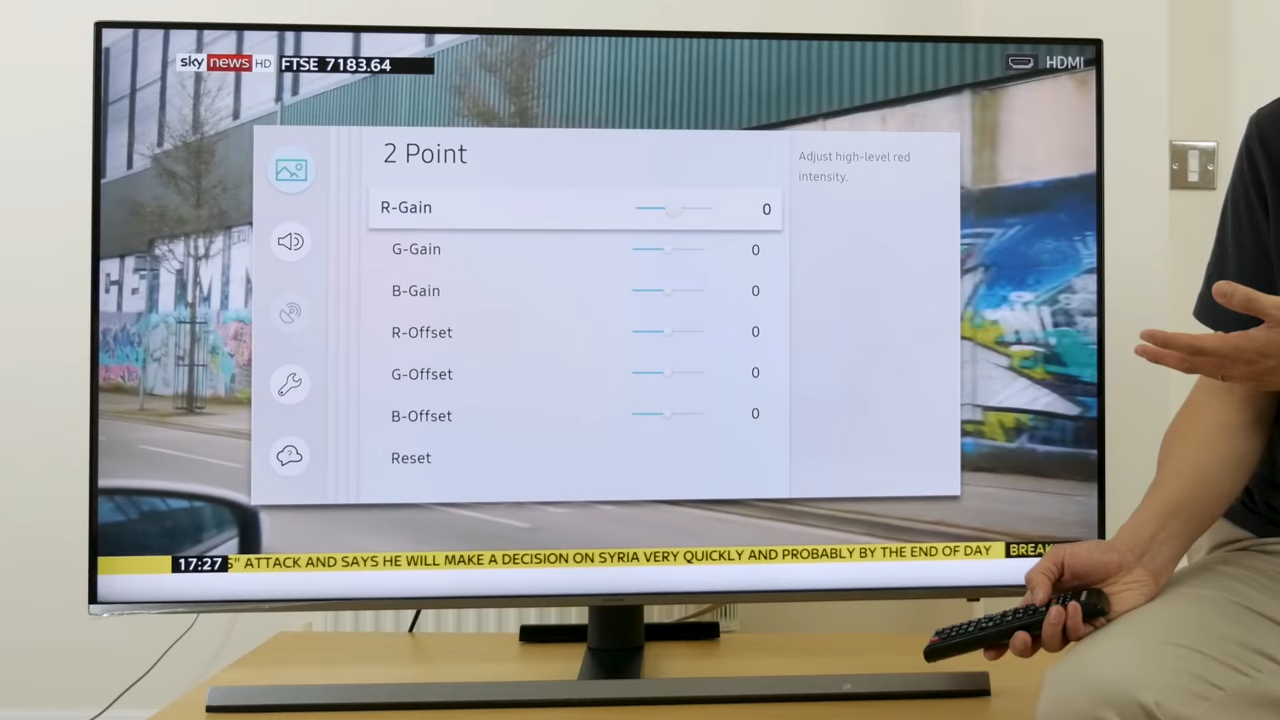 sky news HD FTSE 7183.64
HDMI
2 Point
Adjust high-level red
intensity.
R-Gain 0
G-Gain 0
B-Gain 0
R-Offset 0
G-Offset 0
B-Offset 0
Reset
17:27 S" ATTACK AND SAYS HE WILL MAKE A DECISION ON SYRIA VERY QUICKLY AND PROBABLY BY THE END OF DAY BREAK